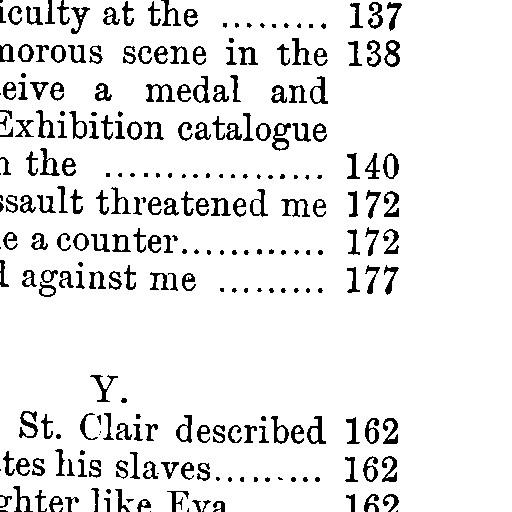 iculty at the ......... 137
morous scene in the 138
eive a medal and
Exhibition catalogue
n the .................. 140
ssault threatened me 172
e a counter............ 172
d against me ......... 177
Y.
St. Clair described 162
tes his slaves......... 162
ghter like Eva 162